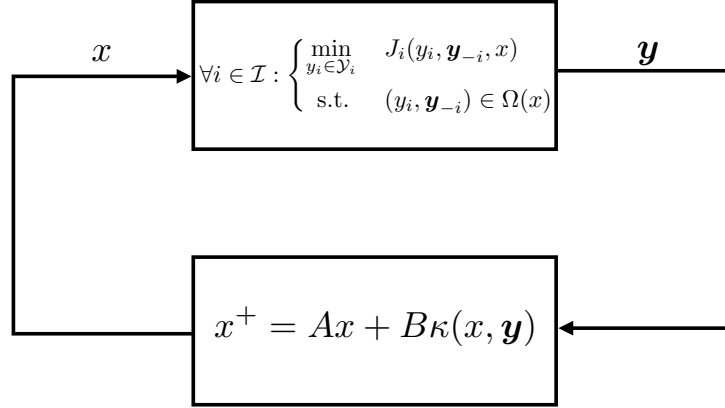 x
∀i ∈ 𝓘 : { min_{y_i∈𝒴_i} J_i(y_i, 𝒚_{−i}, x)
s.t. (y_i, 𝒚_{−i}) ∈ Ω(x)
𝒚
x⁺ = Ax + Bκ(x, 𝒚)